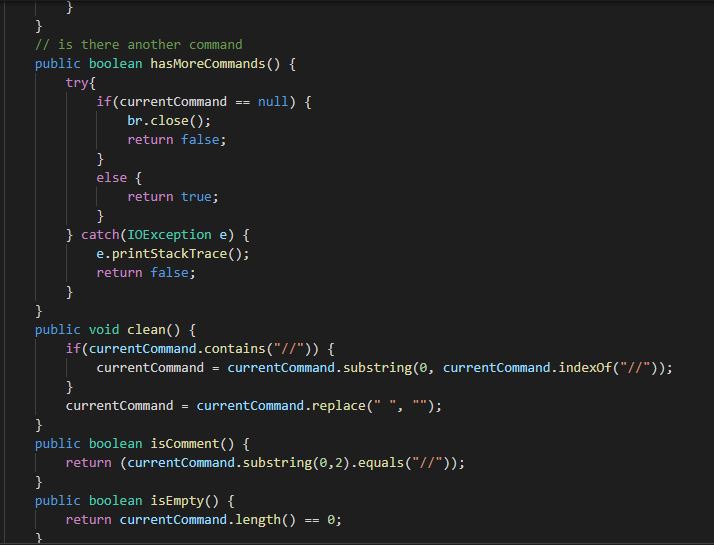 }
}
// is there another command
public boolean hasMoreCommands() {
try{
if(currentCommand == null) {
br.close();
return false;
}
else {
return true;
}
} catch(IOException e) {
e.printStackTrace();
return false;
}
}
public void clean() {
if(currentCommand.contains("//")) {
currentCommand = currentCommand.substring(0, currentCommand.indexOf("//"));
}
currentCommand = currentCommand.replace(" ", "");
}
public boolean isComment() {
return (currentCommand.substring(0,2).equals("//"));
}
public boolean isEmpty() {
return currentCommand.length() == 0;
}